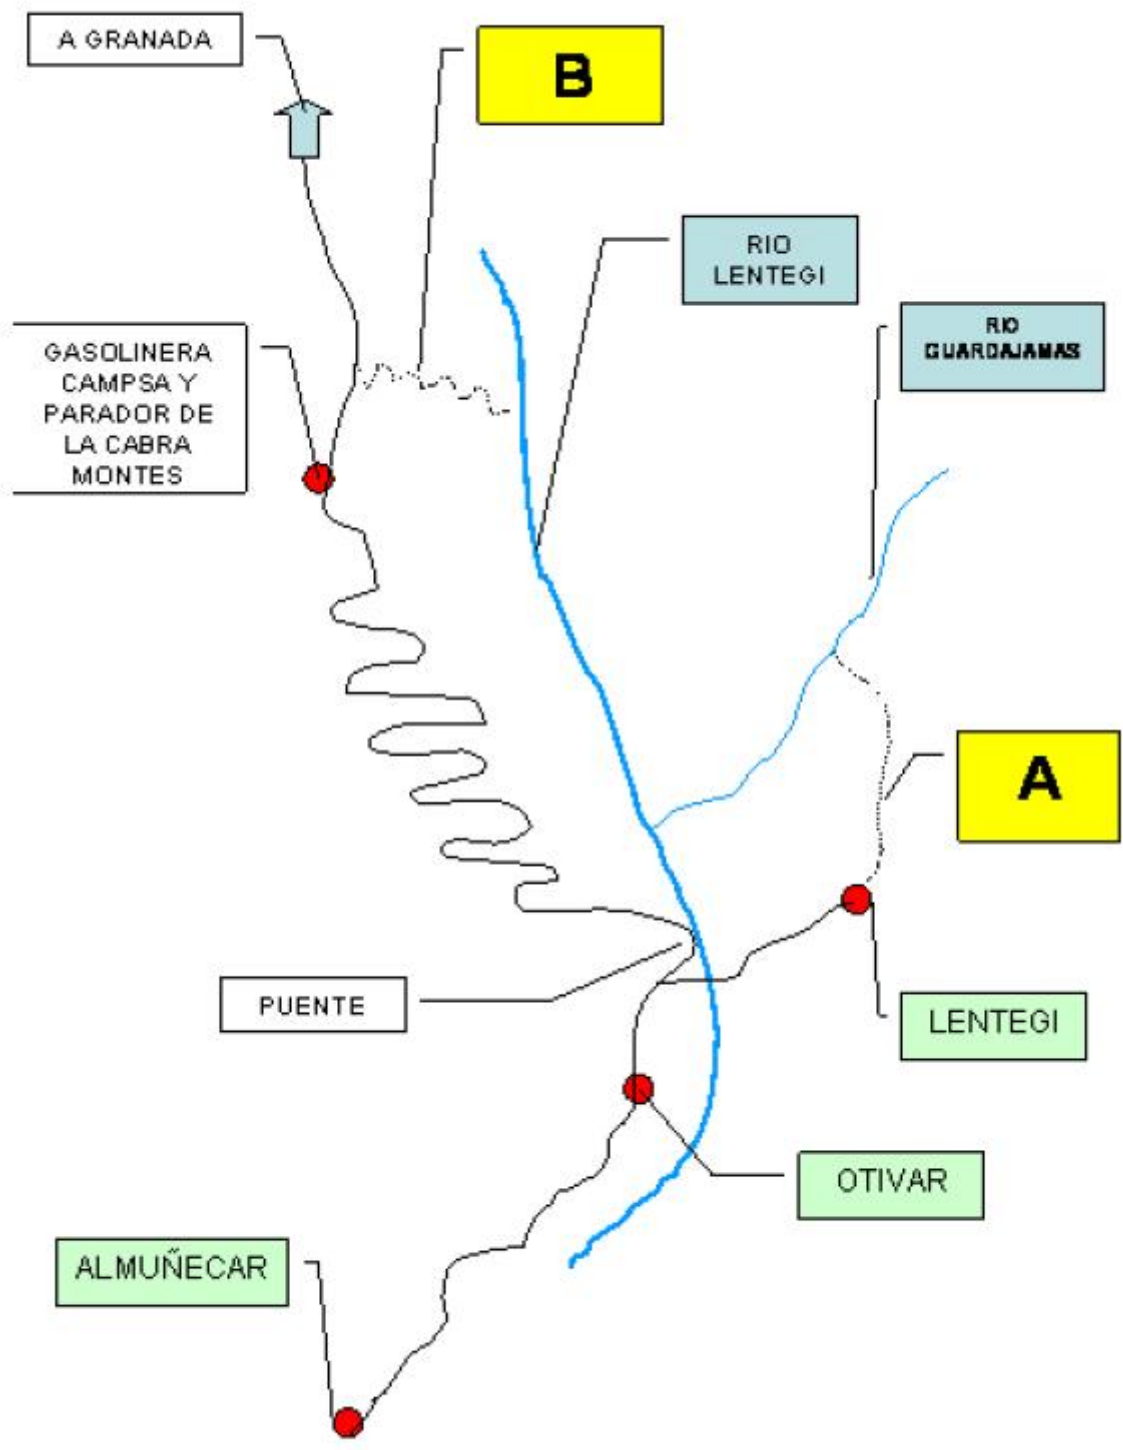 A GRANADA
B
RIO
LENTEGI
RIO
GUARDAJAMAS
GASOLINERA
CAMPSA Y
PARADOR DE
LA CABRA
MONTES
A
PUENTE
LENTEGI
OTIVAR
ALMUÑECAR